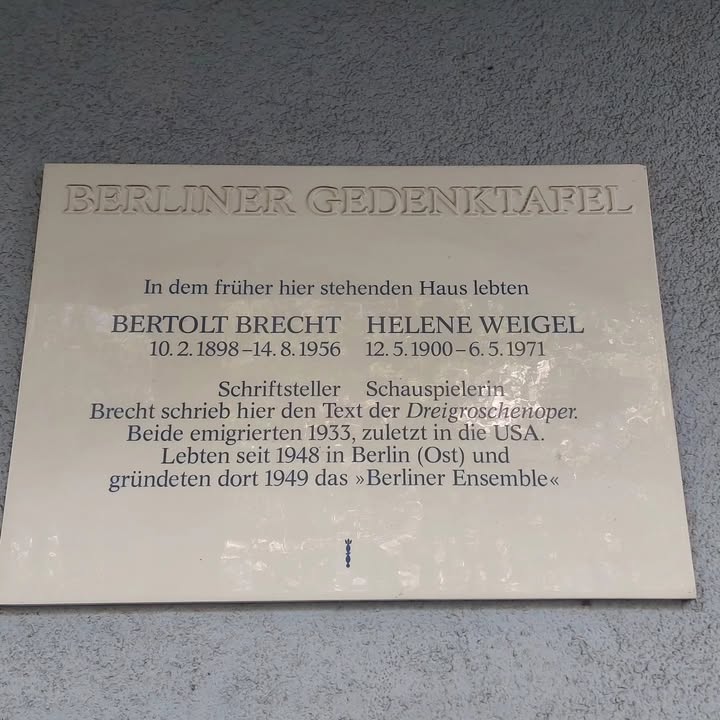 BERLINER GEDENKTAFEL
In dem früher hier stehenden Haus lebten
BERTOLT BRECHT HELENE WEIGEL
10.2.1898–14.8.1956 12.5.1900–6.5.1971
Schriftsteller Schauspielerin
Brecht schrieb hier den Text der Dreigroschenoper.
Beide emigrierten 1933, zuletzt in die USA.
Lebten seit 1948 in Berlin (Ost) und
gründeten dort 1949 das »Berliner Ensemble«